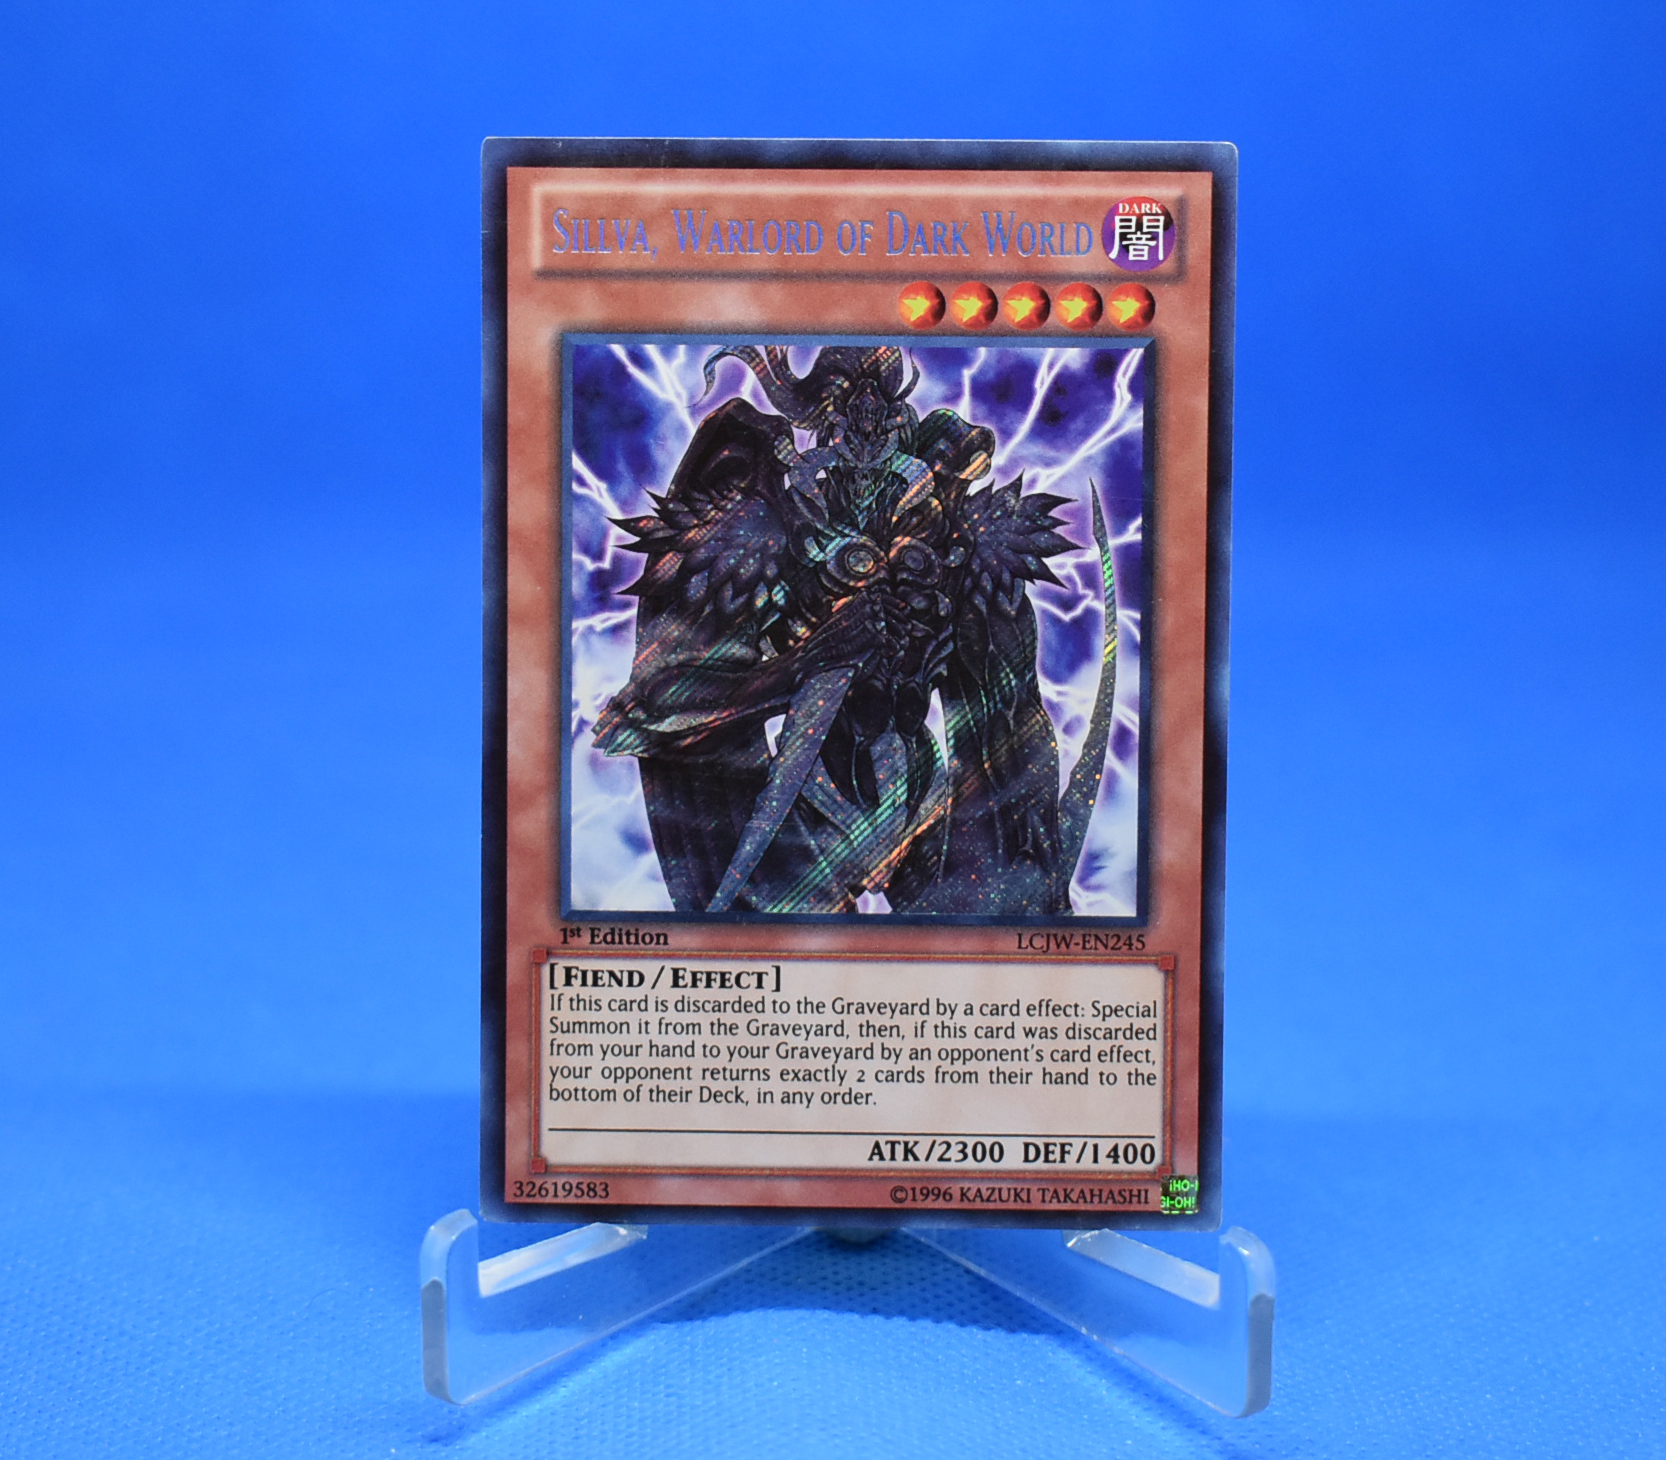 SILLVA, WARLORD OF DARK WORLD
DARK
闇
1st Edition
LCJW-EN245
[FIEND / EFFECT]
If this card is discarded to the Graveyard by a card effect: Special
Summon it from the Graveyard, then, if this card was discarded
from your hand to your Graveyard by an opponent's card effect,
your opponent returns exactly 2 cards from their hand to the
bottom of their Deck, in any order.
ATK/2300 DEF/1400
32619583
©1996 KAZUKI TAKAHASHI
GI-OH!